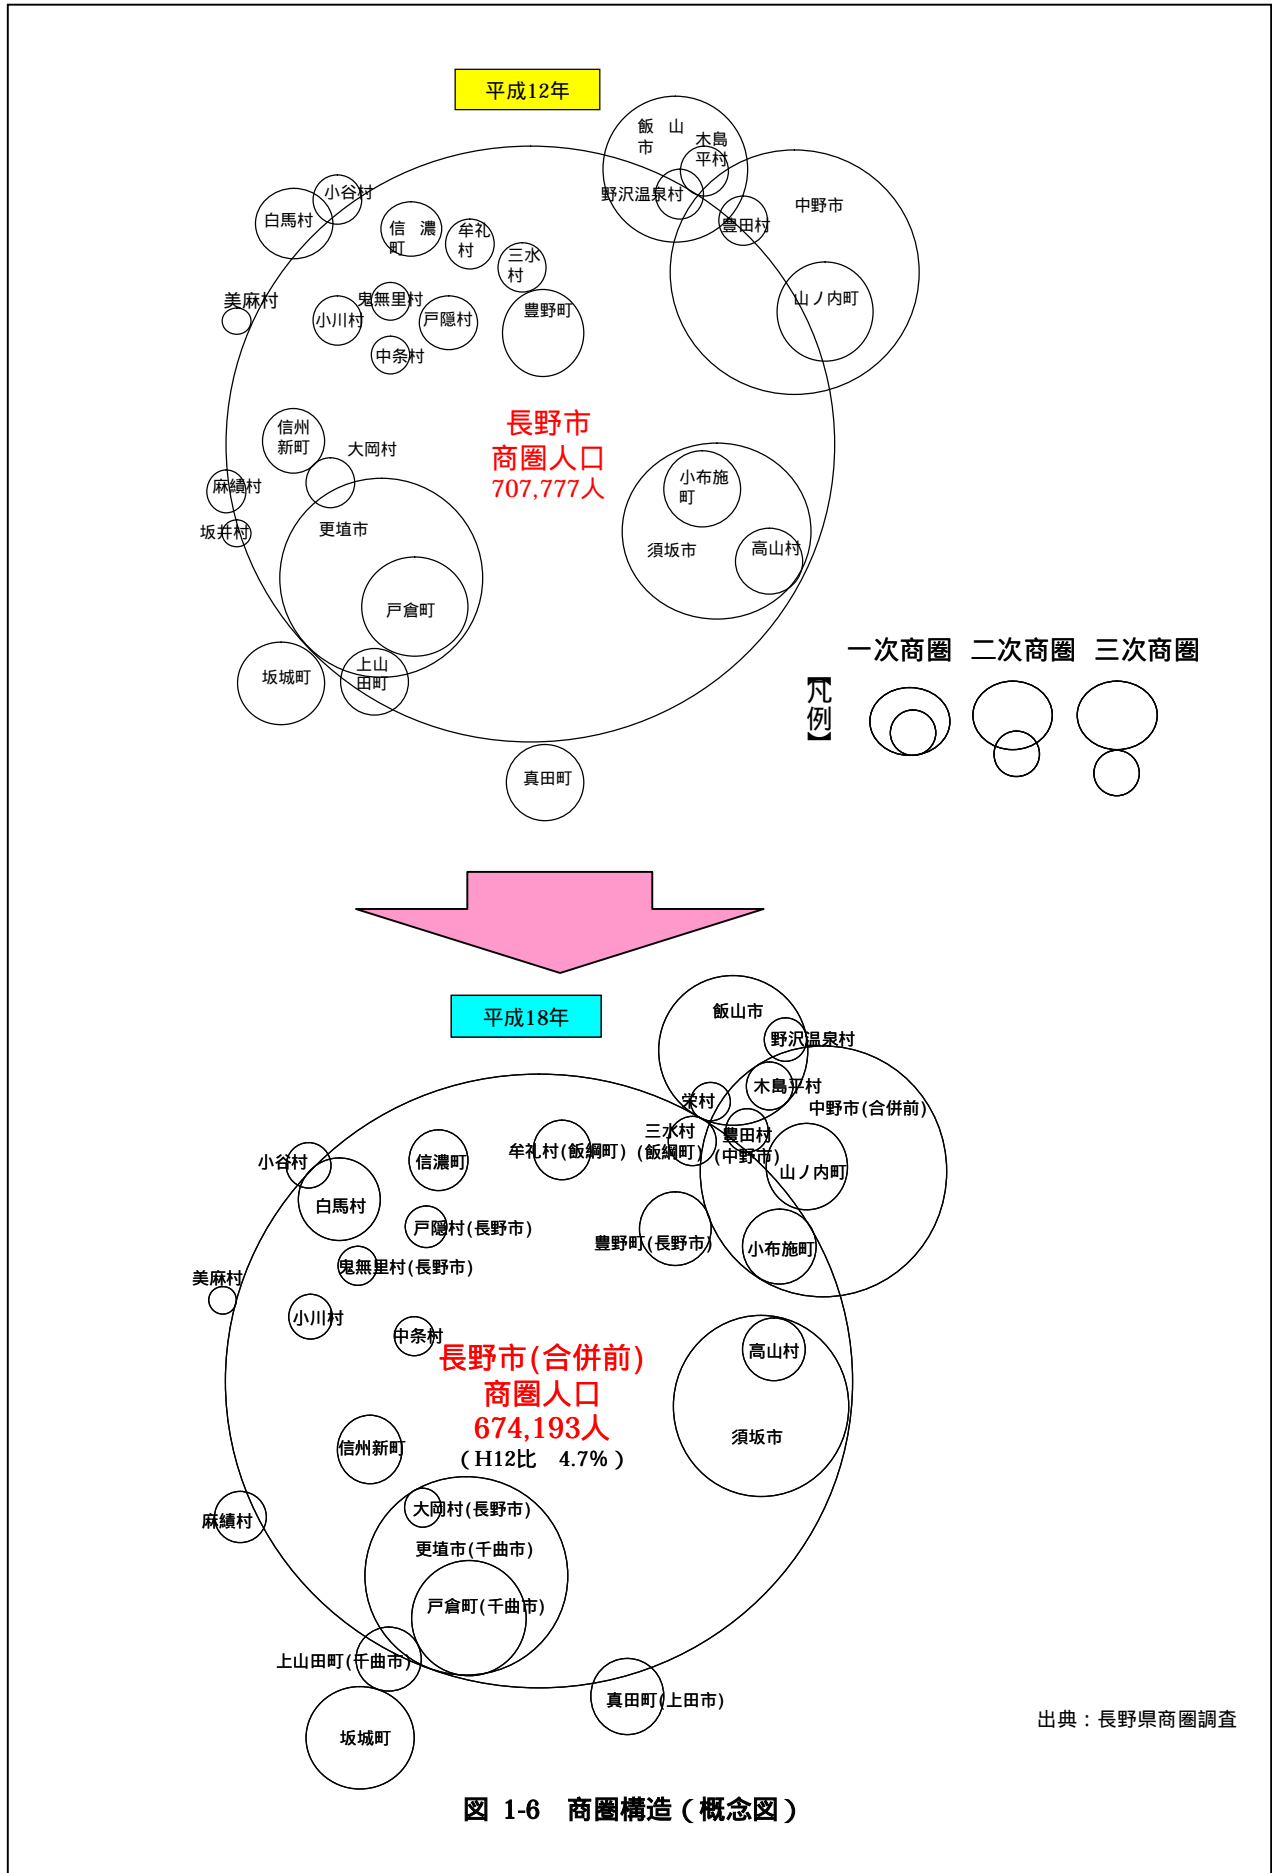 平成12年
飯 山
市
木島
平村
野沢温泉村
中野市
豊田村
山ノ内町
小谷村
白馬村
信 濃
町
牟礼
村
三水
村
美麻村
鬼無里村
小川村
戸隠村
豊野町
中条村
長野市
商圏人口
707,777人
信州
新町
大岡村
麻績村
坂井村
更埴市
戸倉町
小布施
町
須坂市
高山村
坂城町
上山
田町
真田町
一次商圏 二次商圏 三次商圏
【凡例】
平成18年
飯山市
野沢温泉村
木島平村
栄村
中野市(合併前)
三水村
(飯綱町)
豊田村
(中野市)
山ノ内町
小谷村
信濃町
牟礼村(飯綱町)
白馬村
戸隠村(長野市)
豊野町(長野市)
小布施町
鬼無里村(長野市)
美麻村
小川村
中条村
長野市(合併前)
商圏人口
674,193人
(H12比 4.7%)
高山村
須坂市
信州新町
麻績村
大岡村(長野市)
更埴市(千曲市)
戸倉町(千曲市)
上山田町(千曲市)
真田町(上田市)
坂城町
出典:長野県商圏調査
図 1-6 商圏構造(概念図)